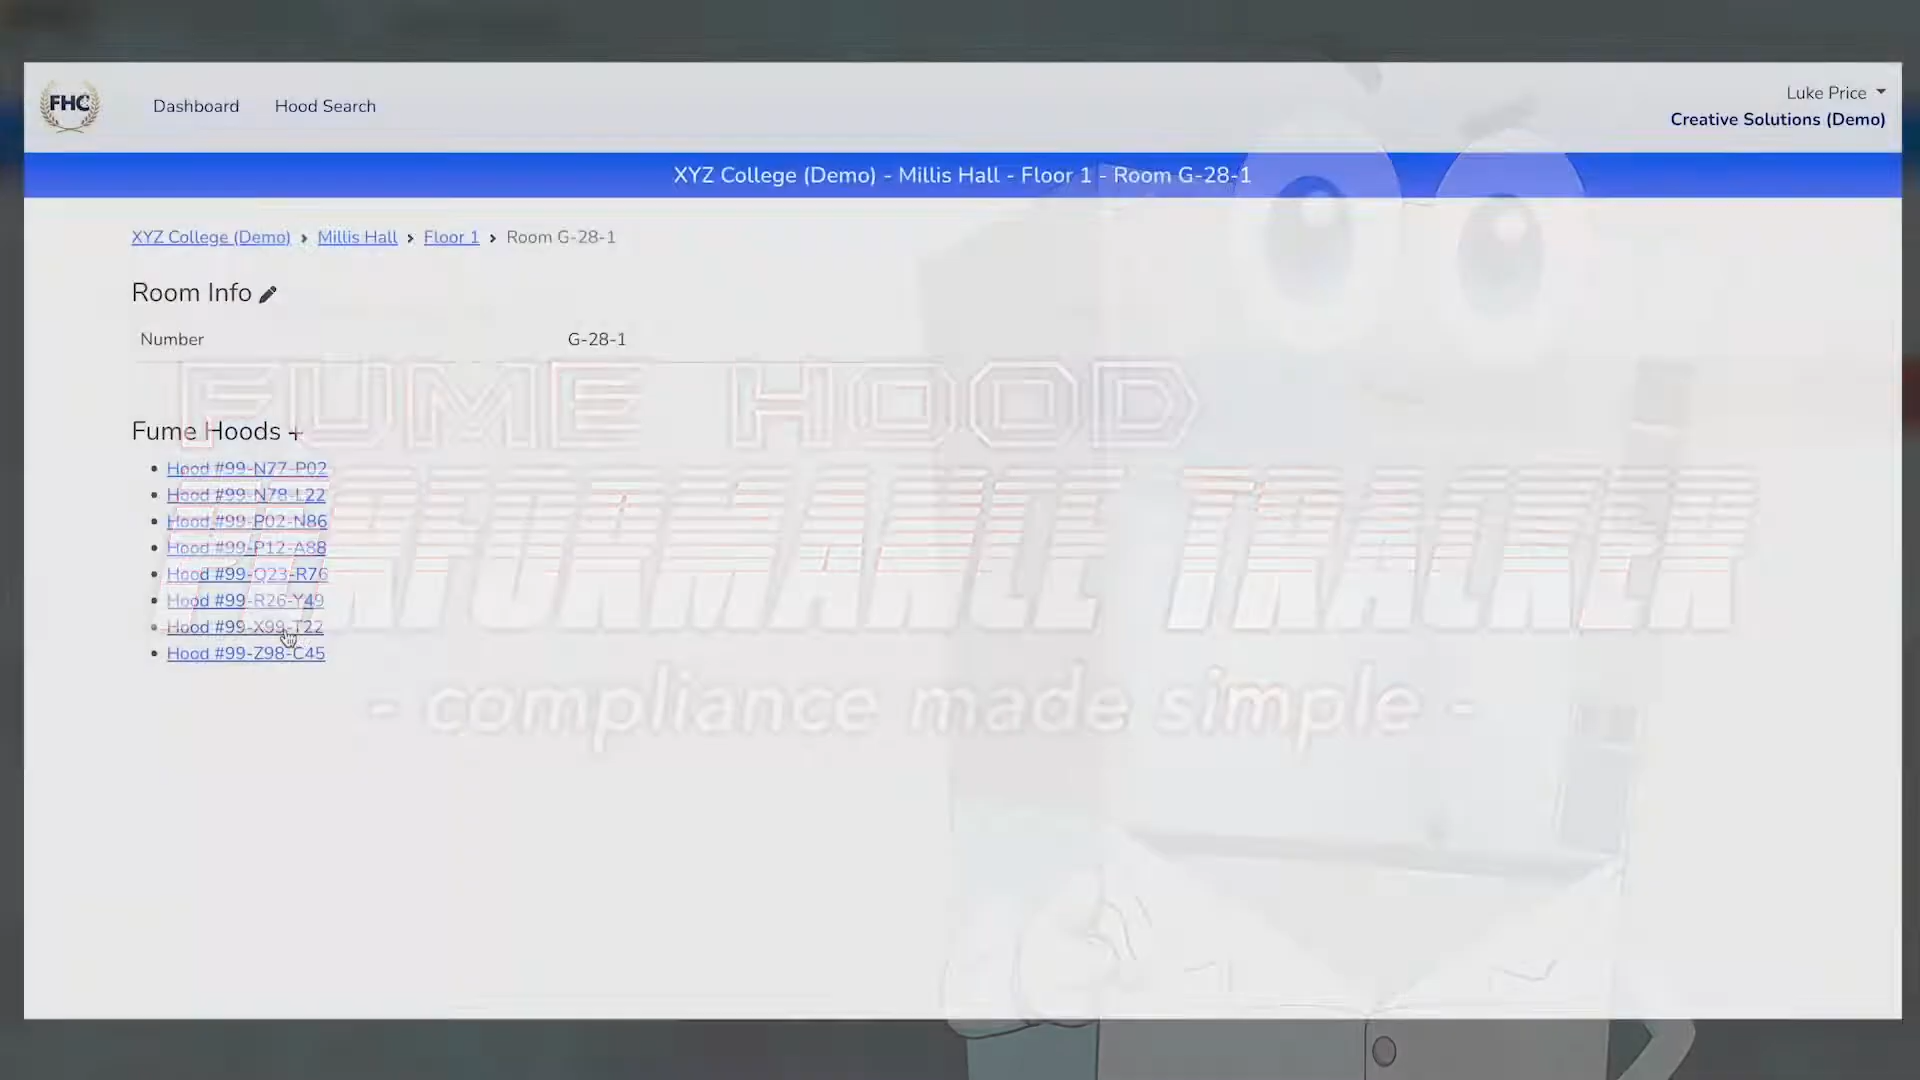 FHC
Dashboard
Hood Search
Luke Price
Creative Solutions (Demo)
XYZ College (Demo) - Millis Hall - Floor 1 - Room G-28-1
XYZ College (Demo) › Millis Hall › Floor 1 › Room G-28-1
Room Info
Number G-28-1
FUME HOOD
Fume Hoods +
Hood #99-N77-P02
Hood #99-N78-L22
Hood #99-P02-N86
Hood #99-P12-A88
Hood #99-Q23-R76
Hood #99-R26-Y49
Hood #99-X99-T22
Hood #99-Z98-C45
PERFORMANCE TRACKER
- compliance made simple -